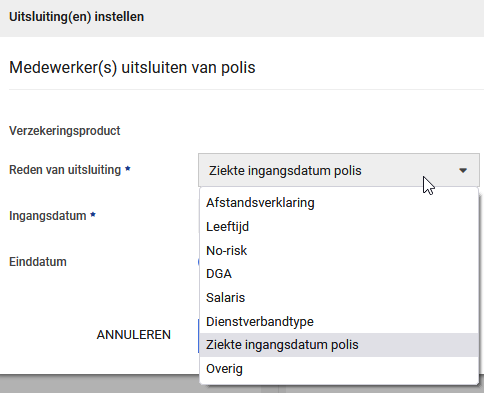 Uitsluiting(en) instellen
Medewerker(s) uitsluiten van polis
Verzekeringsproduct
Reden van uitsluiting *
Ziekte ingangsdatum polis
Ingangsdatum *
Einddatum
Afstandsverklaring
Leeftijd
No-risk
DGA
Salaris
Dienstverbandtype
Ziekte ingangsdatum polis
Overig
ANNULEREN